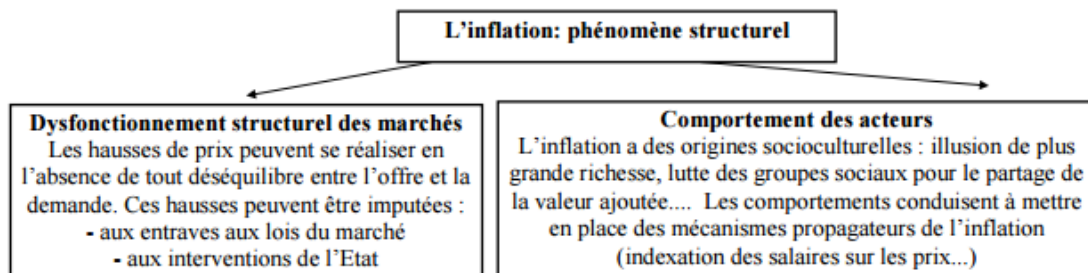 L'inflation: phénomène structurel
Dysfonctionnement structurel des marchés
Les hausses de prix peuvent se réaliser en
l'absence de tout déséquilibre entre l'offre et la
demande. Ces hausses peuvent être imputées :
- aux entraves aux lois du marché
- aux interventions de l'Etat
Comportement des acteurs
L'inflation a des origines socioculturelles : illusion de plus
grande richesse, lutte des groupes sociaux pour le partage de
la valeur ajoutée.... Les comportements conduisent à mettre
en place des mécanismes propagateurs de l'inflation
(indexation des salaires sur les prix...)